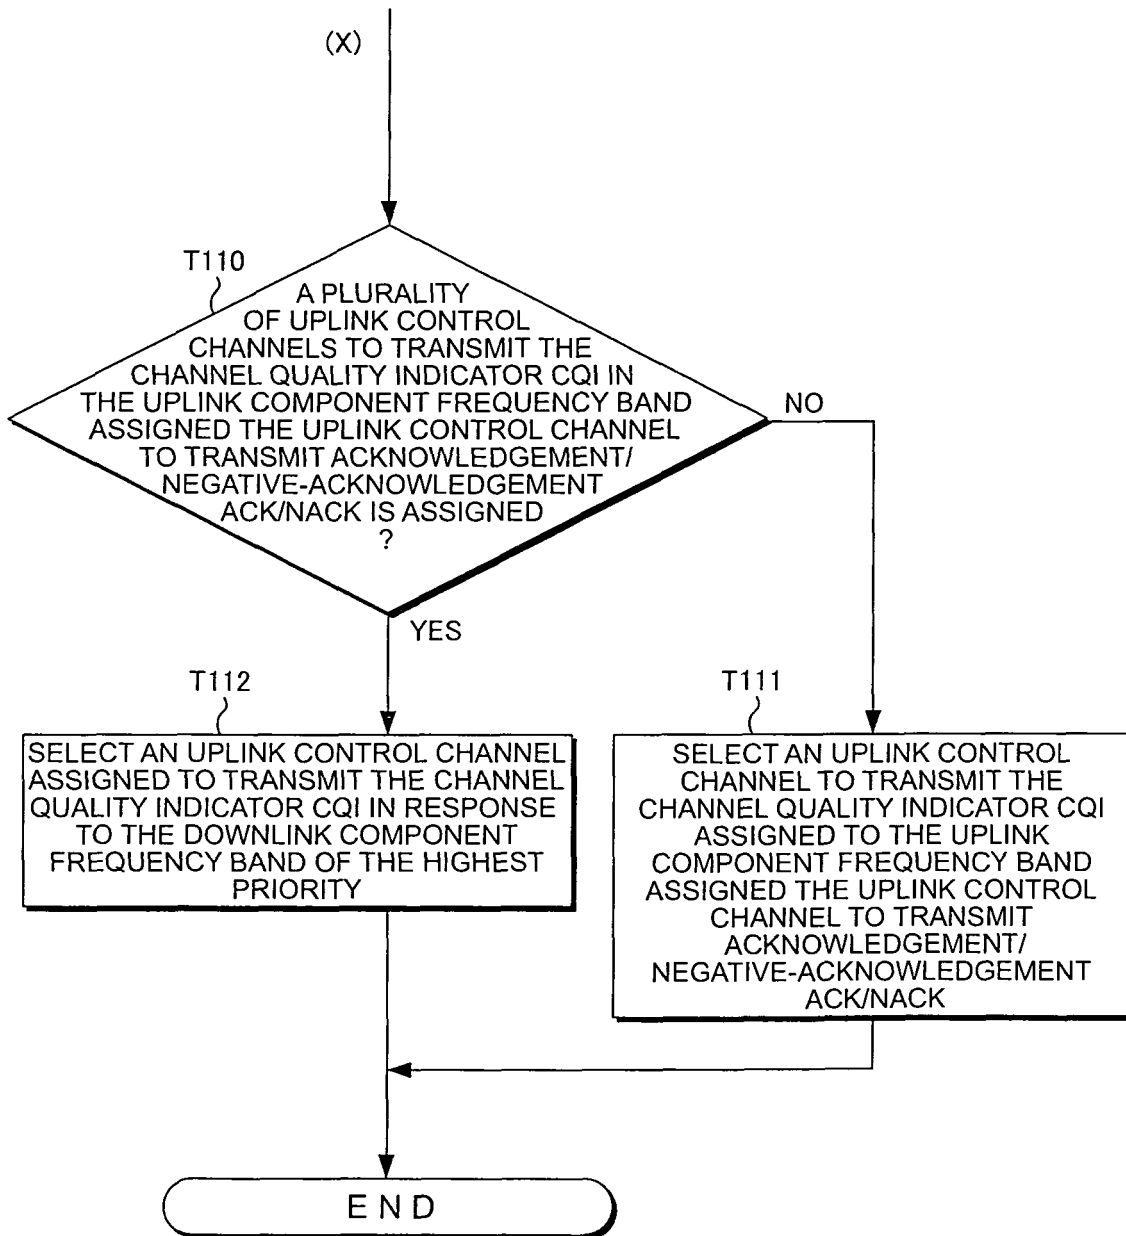 (X)
T110
A PLURALITY
OF UPLINK CONTROL
CHANNELS TO TRANSMIT THE
CHANNEL QUALITY INDICATOR CQI IN
THE UPLINK COMPONENT FREQUENCY BAND
ASSIGNED THE UPLINK CONTROL CHANNEL
TO TRANSMIT ACKNOWLEDGEMENT/
NEGATIVE-ACKNOWLEDGEMENT
ACK/NACK IS ASSIGNED
?
NO
YES
T112
SELECT AN UPLINK CONTROL CHANNEL
ASSIGNED TO TRANSMIT THE CHANNEL
QUALITY INDICATOR CQI IN RESPONSE
TO THE DOWNLINK COMPONENT
FREQUENCY BAND OF THE HIGHEST
PRIORITY
T111
SELECT AN UPLINK CONTROL
CHANNEL TO TRANSMIT THE
CHANNEL QUALITY INDICATOR CQI
ASSIGNED TO THE UPLINK
COMPONENT FREQUENCY BAND
ASSIGNED THE UPLINK CONTROL
CHANNEL TO TRANSMIT
ACKNOWLEDGEMENT/
NEGATIVE-ACKNOWLEDGEMENT
ACK/NACK
END